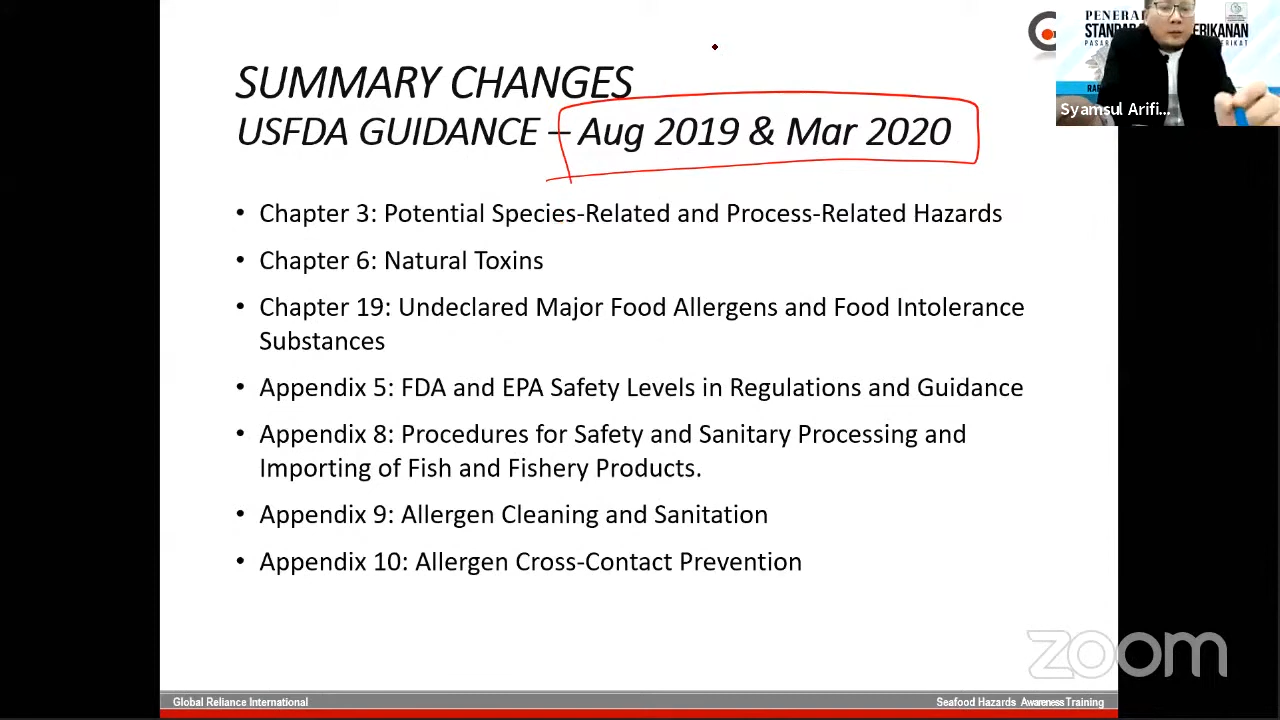 SUMMARY CHANGES
USFDA GUIDANCE – Aug 2019 & Mar 2020
• Chapter 3: Potential Species-Related and Process-Related Hazards
• Chapter 6: Natural Toxins
• Chapter 19: Undeclared Major Food Allergens and Food Intolerance
Substances
• Appendix 5: FDA and EPA Safety Levels in Regulations and Guidance
• Appendix 8: Procedures for Safety and Sanitary Processing and
Importing of Fish and Fishery Products.
• Appendix 9: Allergen Cleaning and Sanitation
• Appendix 10: Allergen Cross-Contact Prevention
Syamsul Arifi...
zoom
Global Reliance International
Seafood Hazards Awareness Training